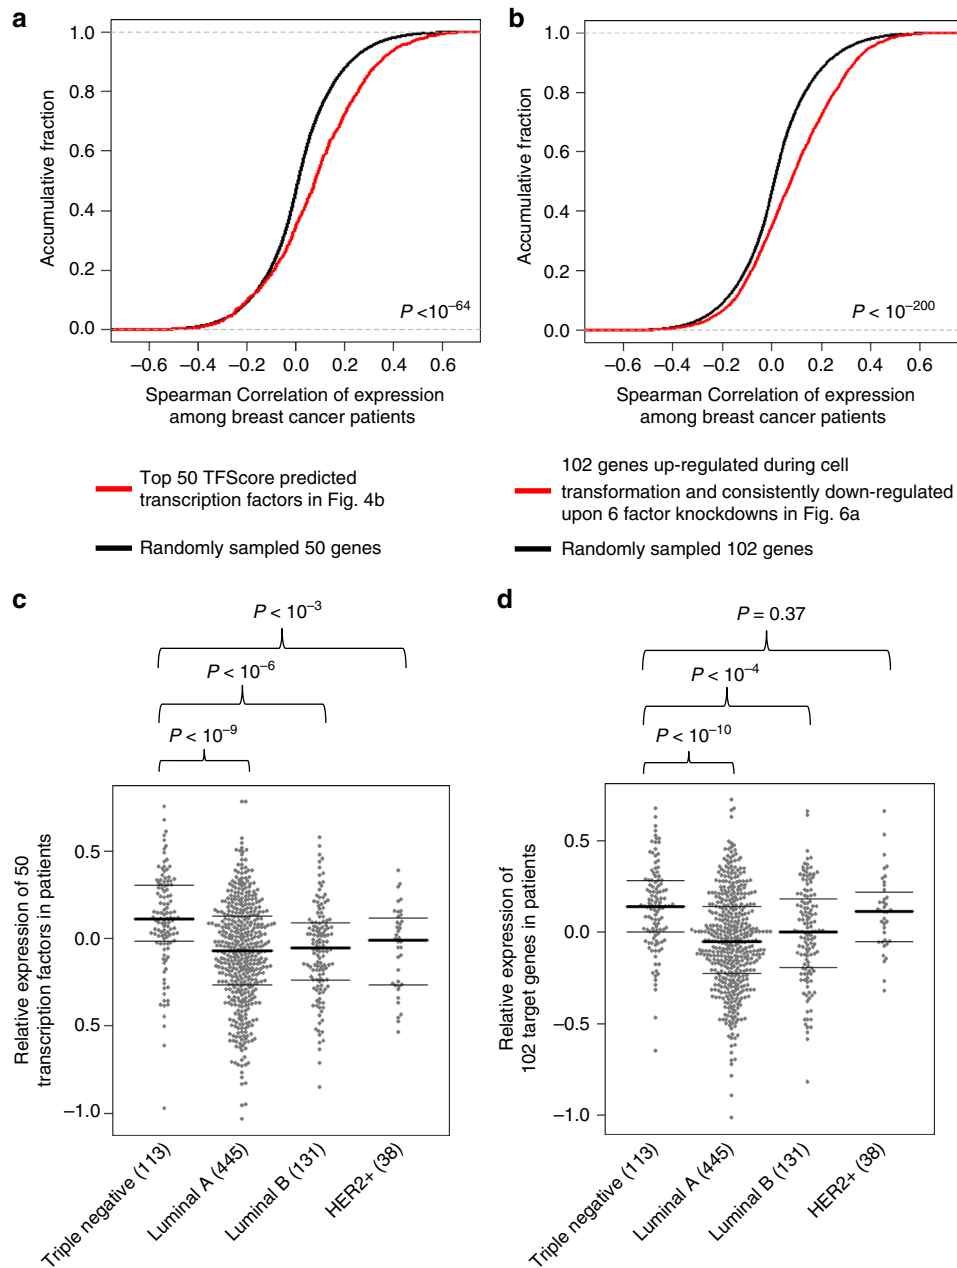 a
1.0
0.8
0.6
0.4
0.2
0.0
Accumulative fraction
P <10⁻⁶⁴
−0.6 −0.4 −0.2 0.0 0.2 0.4 0.6
Spearman Correlation of expression
among breast cancer patients
Top 50 TFScore predicted
transcription factors in Fig. 4b
Randomly sampled 50 genes
b
1.0
0.8
0.6
0.4
0.2
0.0
Accumulative fraction
P < 10⁻²⁰⁰
−0.6 −0.4 −0.2 0.0 0.2 0.4 0.6
Spearman Correlation of expression
among breast cancer patients
102 genes up-regulated during cell
transformation and consistently down-regulated
upon 6 factor knockdowns in Fig. 6a
Randomly sampled 102 genes
c
P < 10⁻³
P < 10⁻⁶
P < 10⁻⁹
Relative expression of 50
transcription factors in patients
0.5
0.0
0.5
−1.0
Triple negative (113)
Luminal A (445)
Luminal B (131)
HER2+ (38)
d
P = 0.37
P < 10⁻⁴
P < 10⁻¹⁰
Relative expression of
102 target genes in patients
0.5
0.0
−0.5
−1.0
Triple negative (113)
Luminal A (445)
Luminal B (131)
HER2+ (38)